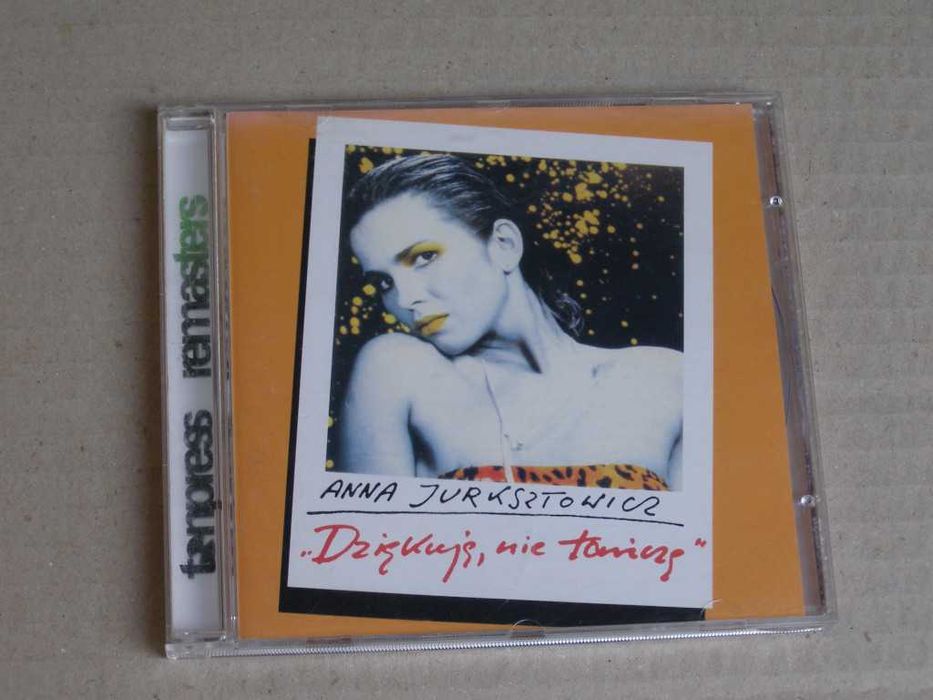 tonpress remasters
ANNA JURKSZTOWICZ
„Dziękuję, nie tańczę”